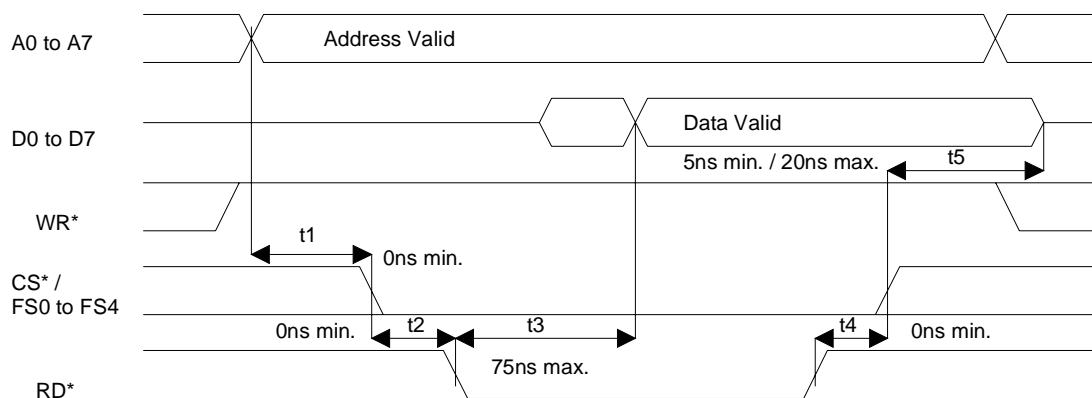 A0 to A7
Address Valid
D0 to D7
Data Valid
5ns min. / 20ns max.
t5
WR*
t1
0ns min.
CS* /
FS0 to FS4
0ns min.
t2
t3
t4
0ns min.
75ns max.
RD*